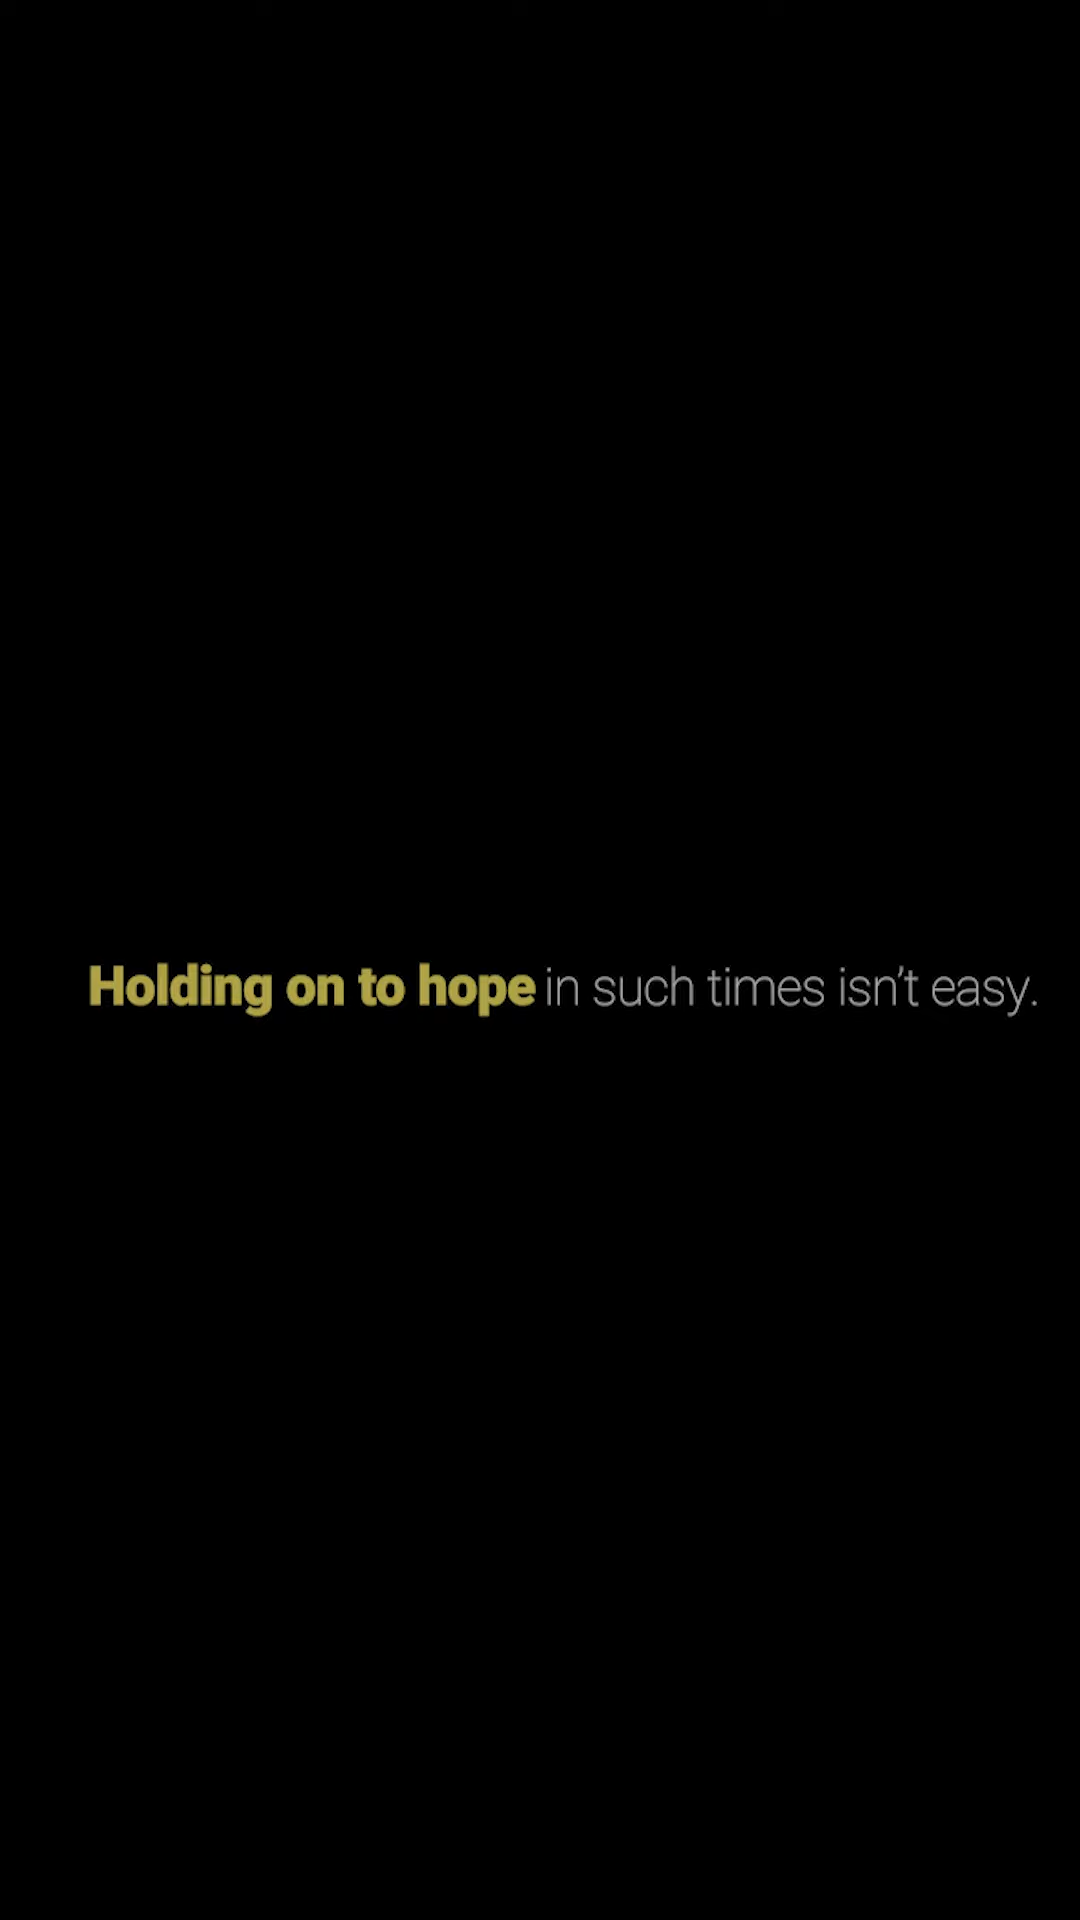 Holding on to hope in such times isn’t easy.